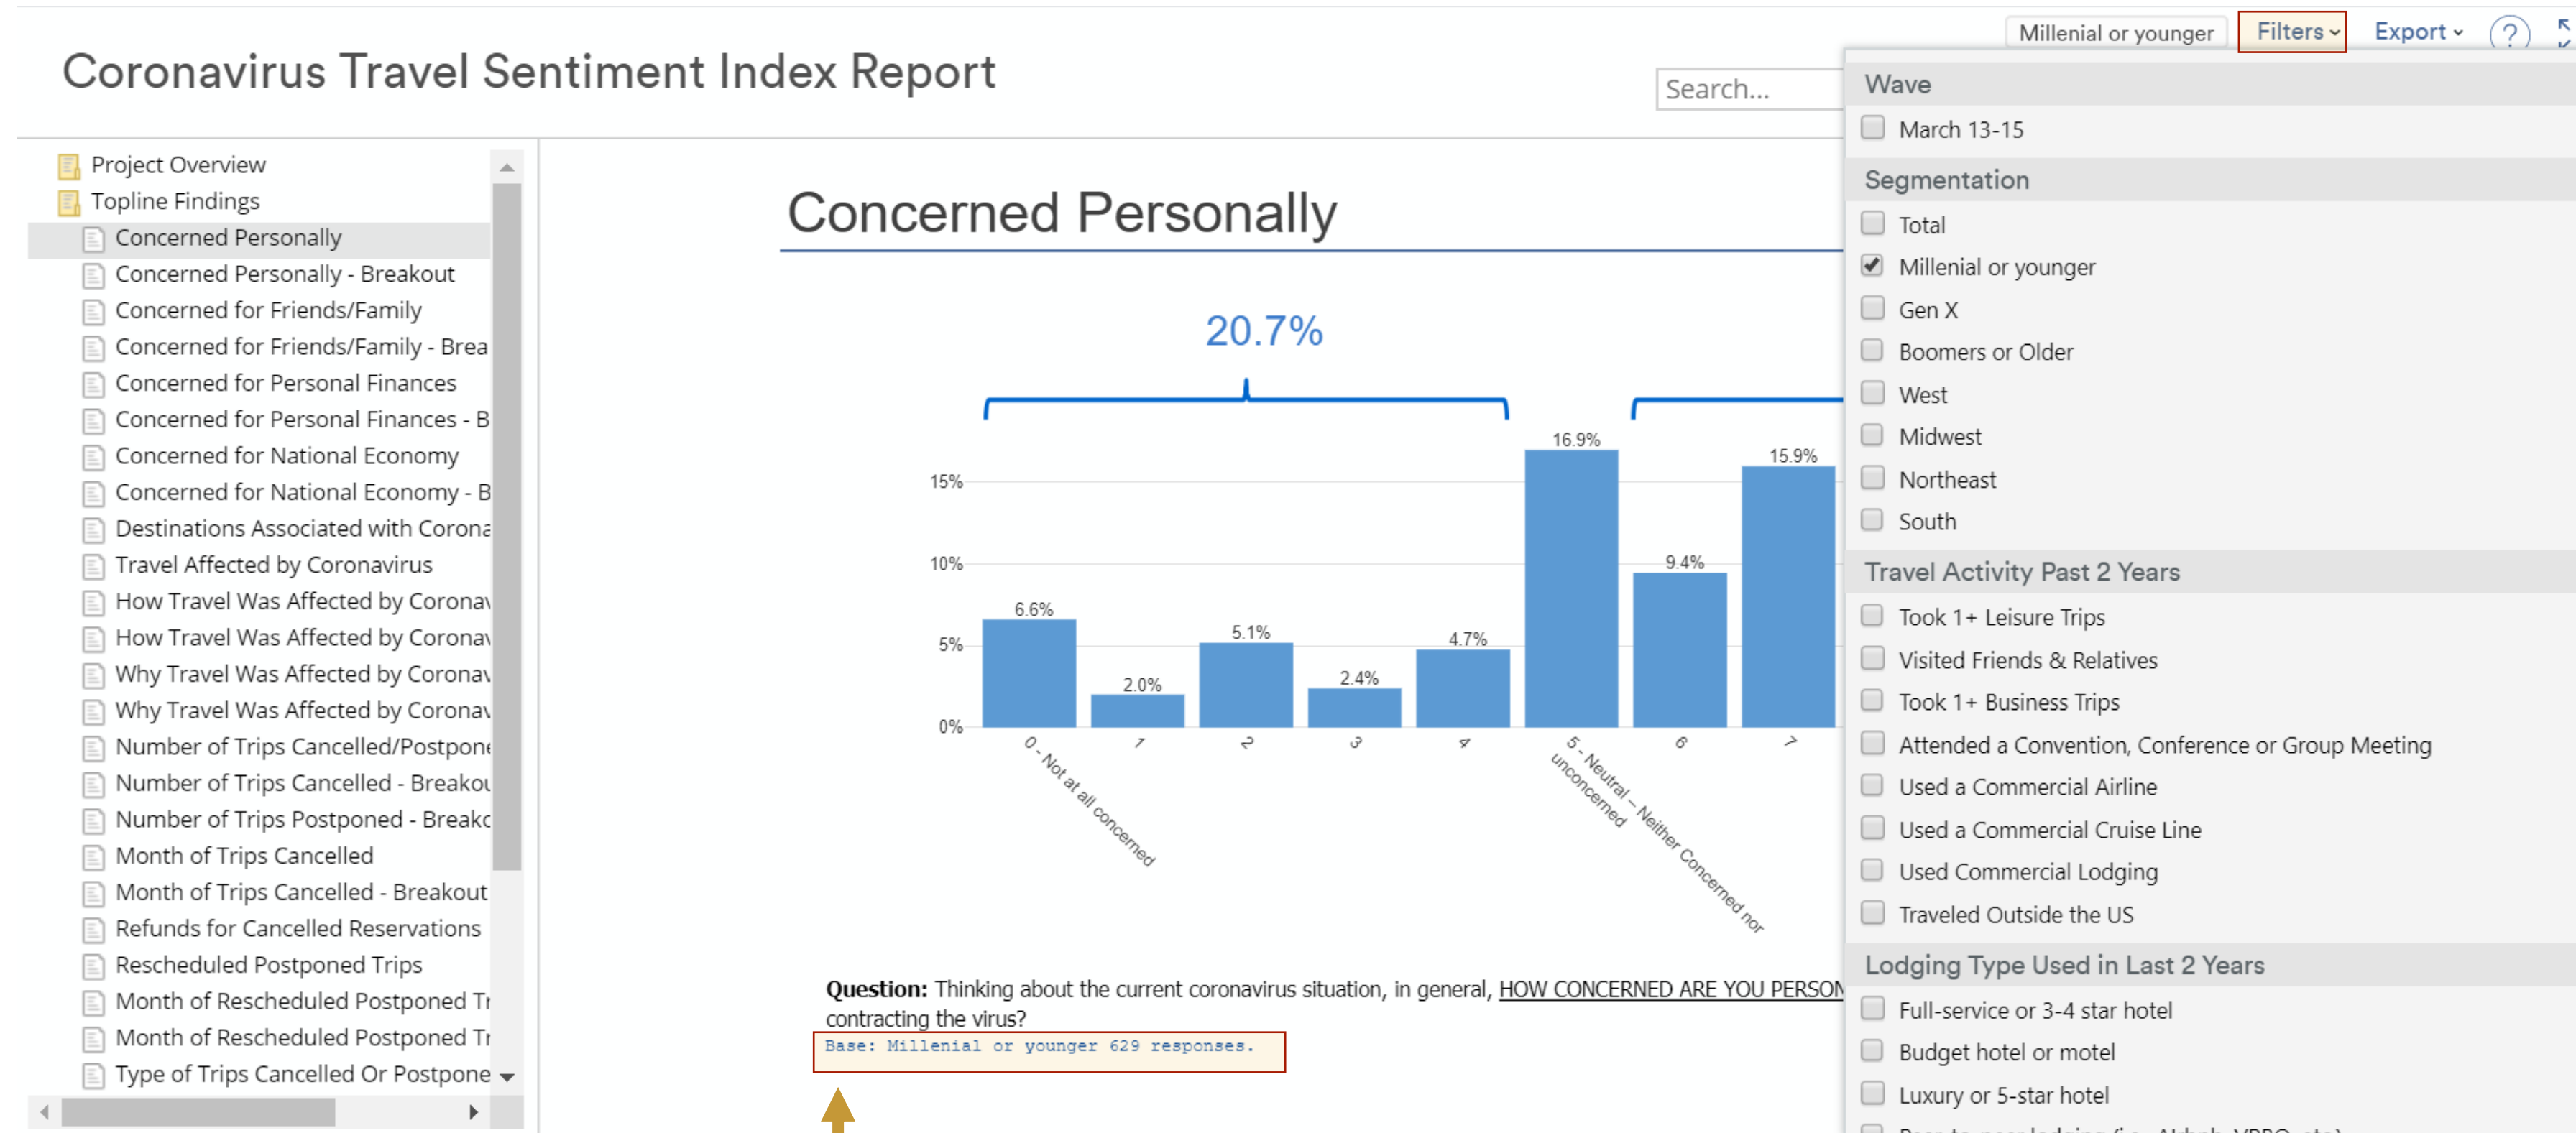 Millenial or younger
Filters
Export
?
Coronavirus Travel Sentiment Index Report
Search...
Project Overview
Topline Findings
Concerned Personally
Concerned Personally - Breakout
Concerned for Friends/Family
Concerned for Friends/Family - Brea
Concerned for Personal Finances
Concerned for Personal Finances - B
Concerned for National Economy
Concerned for National Economy - B
Destinations Associated with Corona
Travel Affected by Coronavirus
How Travel Was Affected by Coronav
How Travel Was Affected by Coronav
Why Travel Was Affected by Coronav
Why Travel Was Affected by Coronav
Number of Trips Cancelled/Postpone
Number of Trips Cancelled - Breakou
Number of Trips Postponed - Breakc
Month of Trips Cancelled
Month of Trips Cancelled - Breakout
Refunds for Cancelled Reservations
Rescheduled Postponed Trips
Month of Rescheduled Postponed Tr
Month of Rescheduled Postponed Tr
Type of Trips Cancelled Or Postpone
Concerned Personally
20.7%
16.9%
15.9%
15%
10%
9.4%
6.6%
5%
5.1%
4.7%
2.0%
2.4%
0%
0 - Not at all concerned
1
2
3
4
5 - Neutral – Neither Concerned nor
unconcerned
6
7
Question: Thinking about the current coronavirus situation, in general, HOW CONCERNED ARE YOU PERSON
contracting the virus?
Base: Millenial or younger 629 responses.
Wave
March 13-15
Segmentation
Total
Millenial or younger
Gen X
Boomers or Older
West
Midwest
Northeast
South
Travel Activity Past 2 Years
Took 1+ Leisure Trips
Visited Friends & Relatives
Took 1+ Business Trips
Attended a Convention, Conference or Group Meeting
Used a Commercial Airline
Used a Commercial Cruise Line
Used Commercial Lodging
Traveled Outside the US
Lodging Type Used in Last 2 Years
Full-service or 3-4 star hotel
Budget hotel or motel
Luxury or 5-star hotel